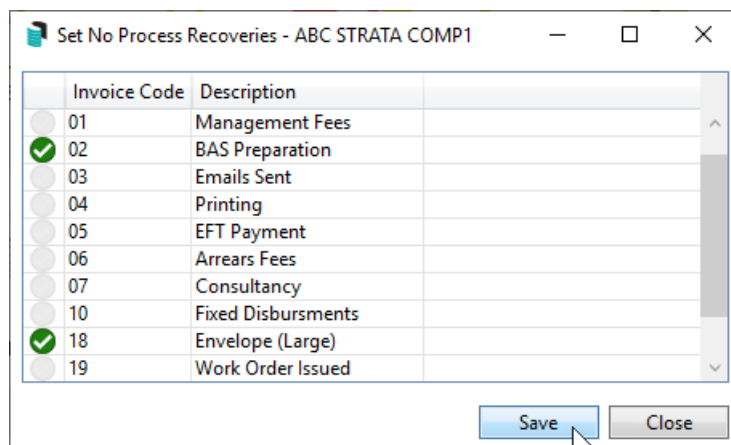 Set No Process Recoveries - ABC STRATA COMP1
Invoice Code Description
01 Management Fees
02 BAS Preparation
03 Emails Sent
04 Printing
05 EFT Payment
06 Arrears Fees
07 Consultancy
10 Fixed Disbursments
18 Envelope (Large)
19 Work Order Issued
Save Close